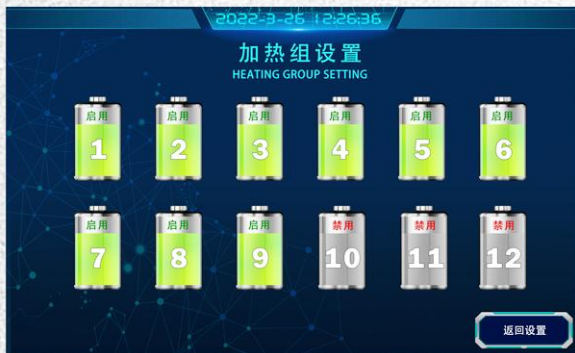 2022-3-26 12:26:36
加热组设置
HEATING GROUP SETTING
启用 启用 启用 启用 启用 启用
1 2 3 4 5 6
启用 启用 启用 禁用 禁用 禁用
7 8 9 10 11 12
返回设置